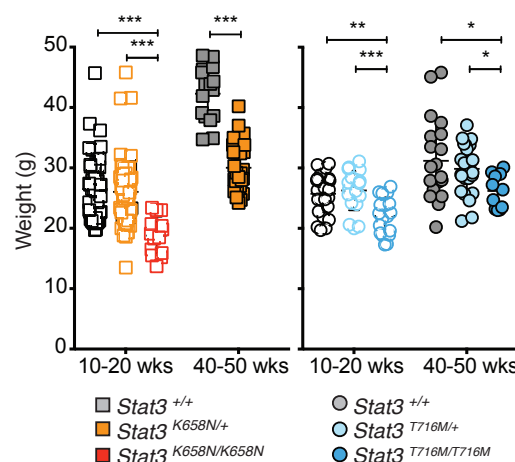 *** *** ** *
*** *** *
50
40
30
20
10
0
Weight (g)
10-20 wks 40-50 wks 10-20 wks 40-50 wks
Stat3 +/+ Stat3 +/+
Stat3 K658N/+ Stat3 T716M/+
Stat3 K658N/K658N Stat3 T716M/T716M